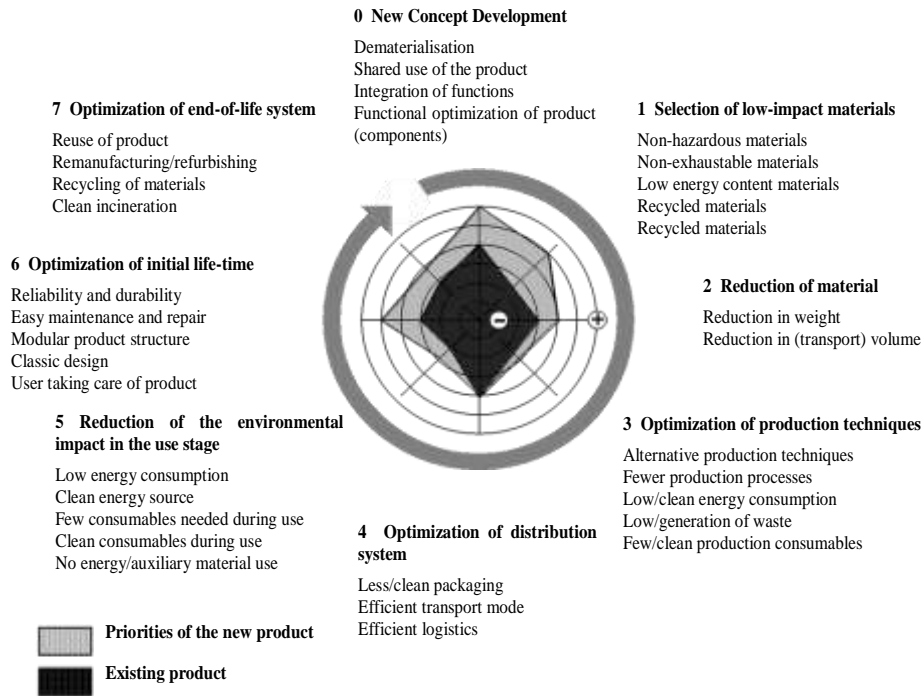 0 New Concept Development
Dematerialisation
Shared use of the product
Integration of functions
Functional optimization of product
(components)
1 Selection of low-impact materials
Non-hazardous materials
Non-exhaustable materials
Low energy content materials
Recycled materials
Recycled materials
2 Reduction of material
Reduction in weight
Reduction in (transport) volume
3 Optimization of production techniques
Alternative production techniques
Fewer production processes
Low/clean energy consumption
Low/generation of waste
Few/clean production consumables
4 Optimization of distribution
system
Less/clean packaging
Efficient transport mode
Efficient logistics
5 Reduction of the environmental
impact in the use stage
Low energy consumption
Clean energy source
Few consumables needed during use
Clean consumables during use
No energy/auxiliary material use
6 Optimization of initial life-time
Reliability and durability
Easy maintenance and repair
Modular product structure
Classic design
User taking care of product
7 Optimization of end-of-life system
Reuse of product
Remanufacturing/refurbishing
Recycling of materials
Clean incineration
-
+
Priorities of the new product
Existing product